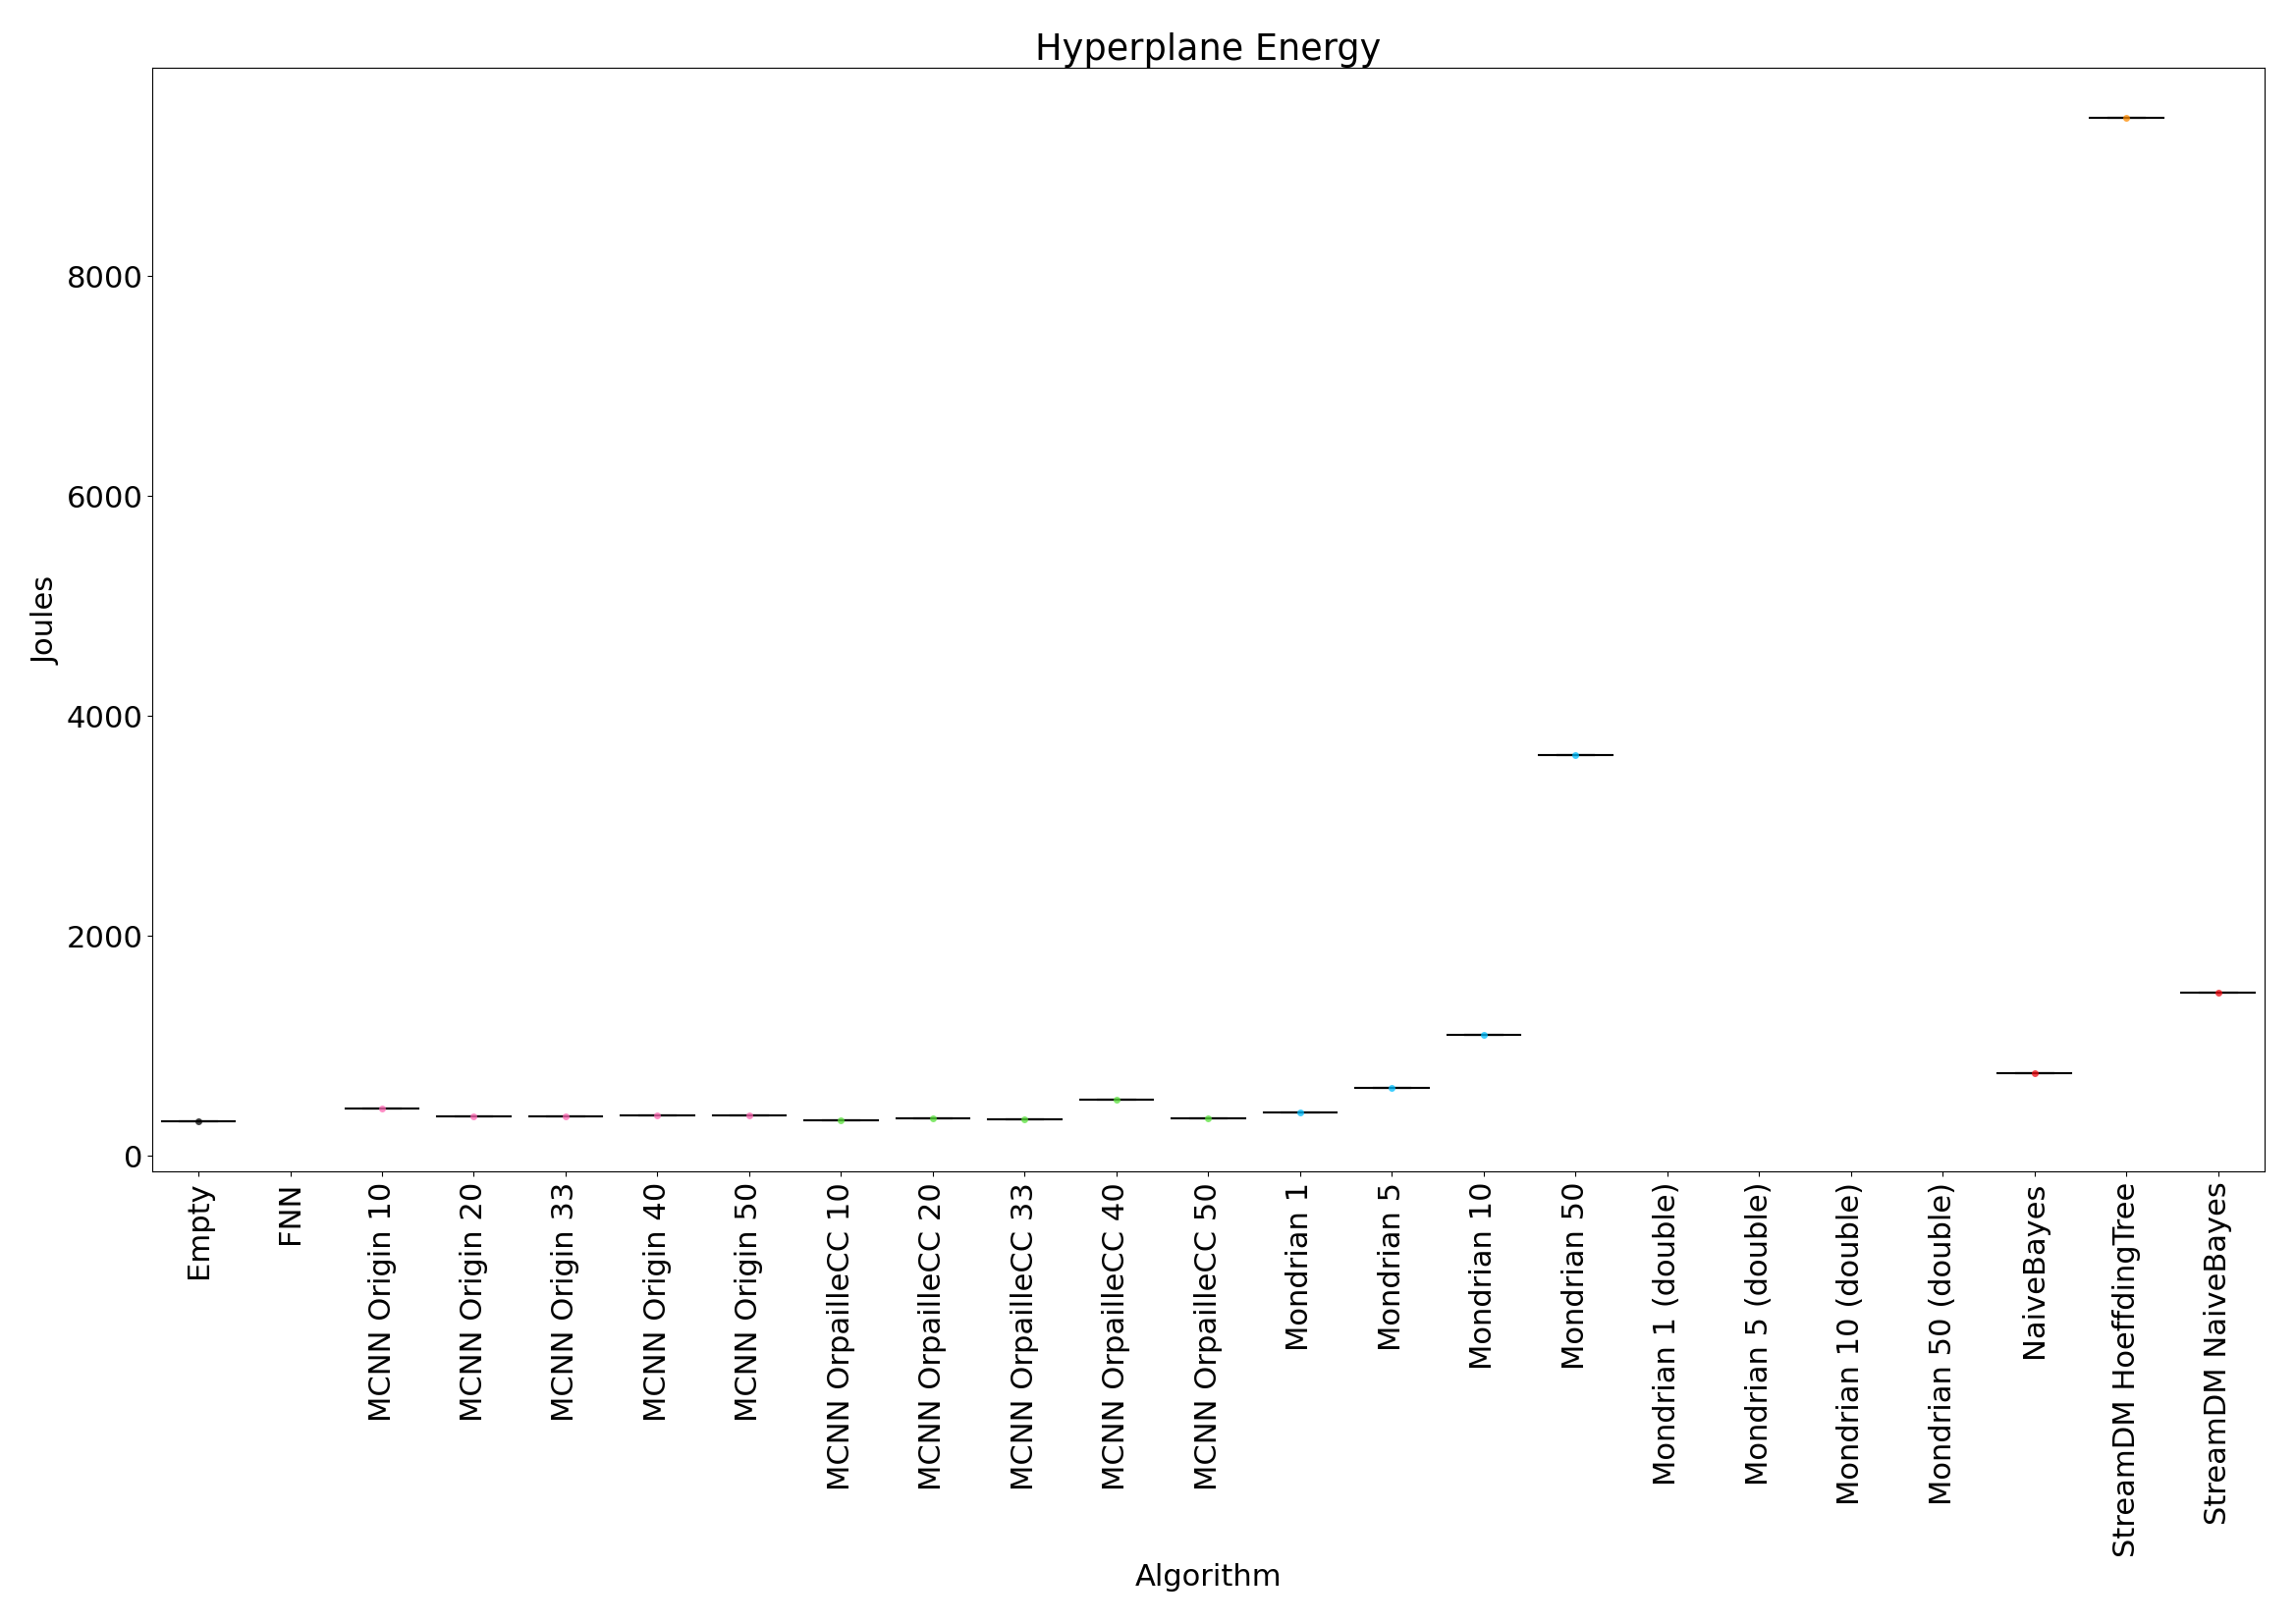 Hyperplane Energy
8000
6000
4000
2000
0
Joules
Empty
FNN
MCNN Origin 10
MCNN Origin 20
MCNN Origin 33
MCNN Origin 40
MCNN Origin 50
MCNN OrpailleCC 10
MCNN OrpailleCC 20
MCNN OrpailleCC 33
MCNN OrpailleCC 40
MCNN OrpailleCC 50
Mondrian 1
Mondrian 5
Mondrian 10
Mondrian 50
Mondrian 1 (double)
Mondrian 5 (double)
Mondrian 10 (double)
Mondrian 50 (double)
NaiveBayes
StreamDM HoeffdingTree
StreamDM NaiveBayes
Algorithm